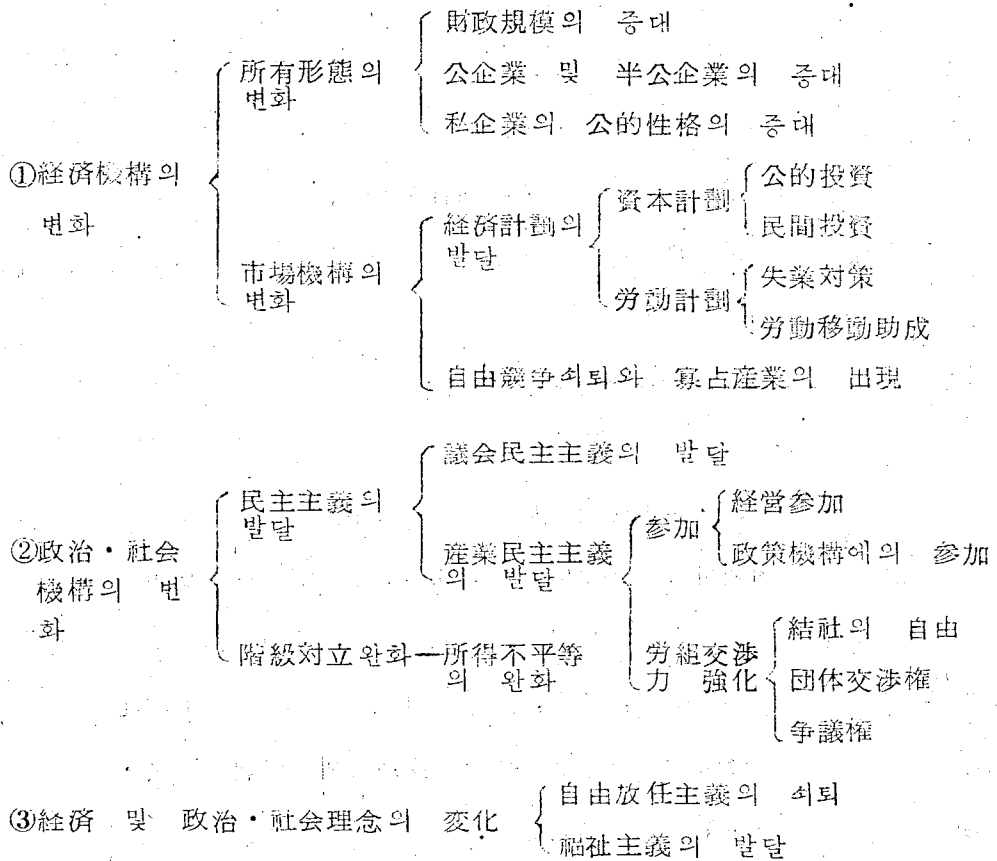 財政規模의 증대
所有形態의
변화
公企業 및 半公企業의 증대
私企業의 公的性格의 증대
①経済機構의
변화
市場機構의
변화
経済計劃의
발달
資本計劃
公的投資
民間投資
労動計劃
失業対策
労動移動助成
自由競争쇠퇴와 寡占産業의 出現
②政治・社会
機構의 변
화
民主主義의
발달
議会民主主義의 발달
産業民主主義
의 발달
参加
経営参加
政策機構에의 参加
労組交渉
力 強化
結社의 自由
団体交渉権
争議権
階級対立완화—所得不平等
의 완화
③経済 및 政治・社会理念의 変化
自由放任主義의 쇠퇴
福祉主義의 발달